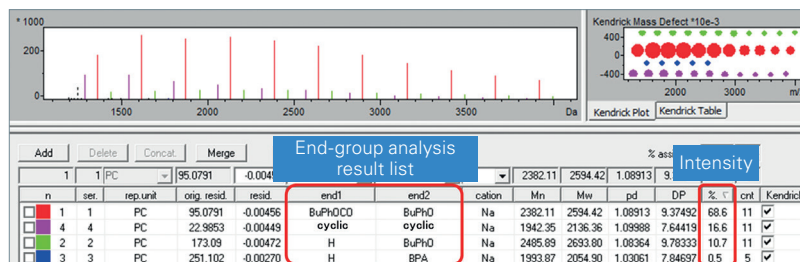 * 1000
200-
0-
1500 2000 2500 3000 3500 Da
Kendrick Mass Defect *10e-3
400-
0-
-400-
2000 3000 m/
Kendrick Plot Kendrick Table
Add Delete Concat. Merge
End-group analysis
result list
% ass
Intensity
1 1 PC 95.0791 -0.0045 2382.11 2594.42 1.08913 9.
n ser. rep.unit orig. resid. resid. end1 end2 cation Mn Mw pd DP %. cnt Kendrick
1 1 PC 95.0791 -0.00456 BuPhOCO BuPhO Na 2382.11 2594.42 1.08913 9.37492 68.6 11
4 4 PC 22.9853 -0.00449 cyclic cyclic Na 1942.35 2136.36 1.09988 7.64419 16.6 11
2 2 PC 173.09 -0.00472 H BuPhO Na 2485.89 2693.80 1.08364 9.78333 10.7 11
3 3 PC 251.102 -0.00270 H BPA Na 1993.87 2054.90 1.03061 7.84697 0.5 5